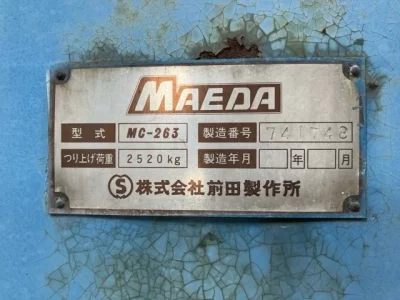 MAEDA
型式 MC-263 製造番号
つり上げ荷重 2520kg 製造年月 年 月
S 株式会社前田製作所